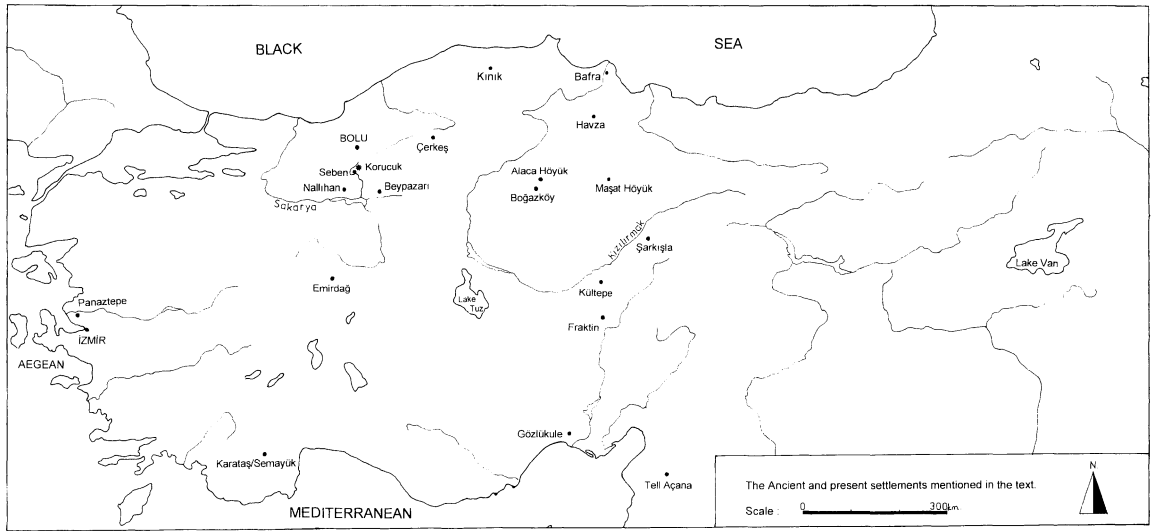 BLACK
SEA
Kınık
Bafra
Havza
BOLU
Çerkeş
Korucuk
Seben
Nallıhan
Beypazarı
Sakarya
Alaca Höyük
Boğazköy
Maşat Höyük
Kızılırmak
Şarkışla
Lake Van
Emirdağ
Lake
Tuz
Kültepe
Panaztepe
Fraktin
İZMİR
AEGEAN
Gözlükule
Karataş/Semayük
Tell Açana
MEDITERRANEAN
N
The Ancient and present settlements mentioned in the text.
Scale : 0 300km.